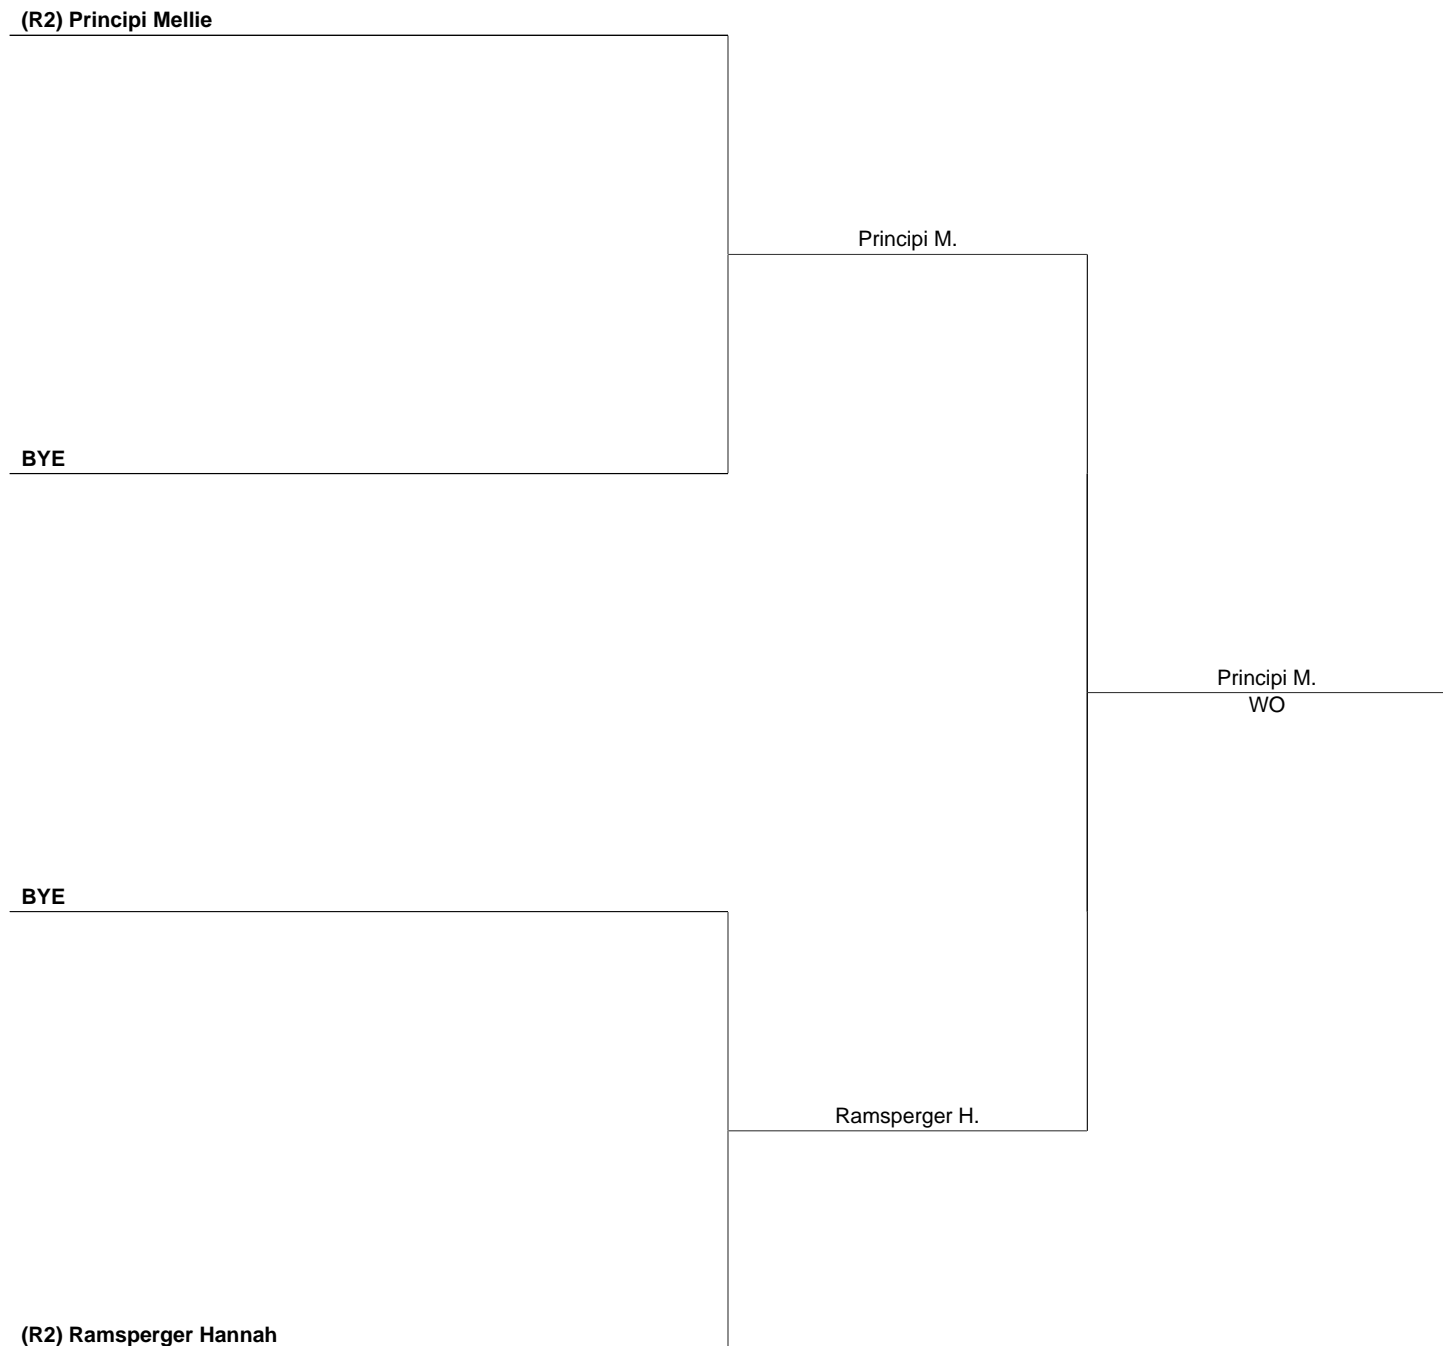 (R2) Principi Mellie
Principi M.
BYE
Principi M.
WO
BYE
Ramsperger H.
(R2) Ramsperger Hannah